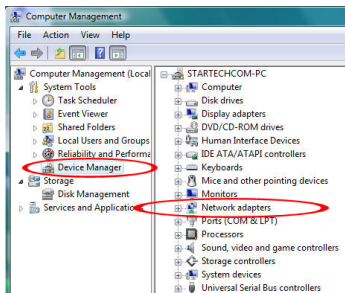 Computer Management
File Action View Help
Computer Management (Local
System Tools
Task Scheduler
Event Viewer
Shared Folders
Local Users and Groups
Reliability and Performa
Device Manager
Storage
Disk Management
Services and Applications
STARTECHCOM-PC
Computer
Disk drives
Display adapters
DVD/CD-ROM drives
Human Interface Devices
IDE ATA/ATAPI controllers
Keyboards
Mice and other pointing devices
Monitors
Network adapters
Ports (COM & LPT)
Processors
Sound, video and game controllers
Storage controllers
System devices
Universal Serial Bus controllers